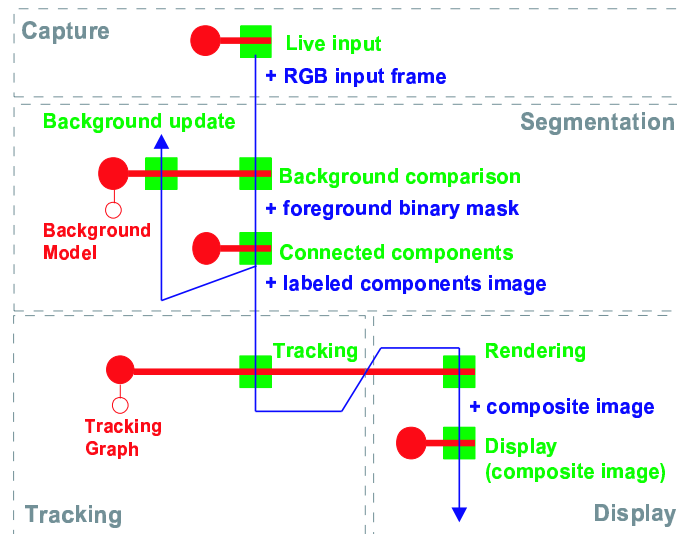 Capture
Live input
+ RGB input frame
Background update
Segmentation
Background comparison
+ foreground binary mask
Background
Model
Connected components
+ labeled components image
Tracking
Rendering
+ composite image
Tracking
Graph
Display
(composite image)
Tracking
Display